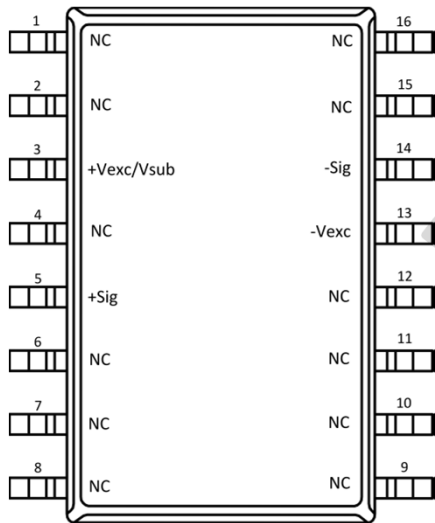 1 NC NC 16
2 NC NC 15
3 +Vexc/Vsub -Sig 14
4 NC -Vexc 13
5 +Sig NC 12
6 NC NC 11
7 NC NC 10
8 NC NC 9